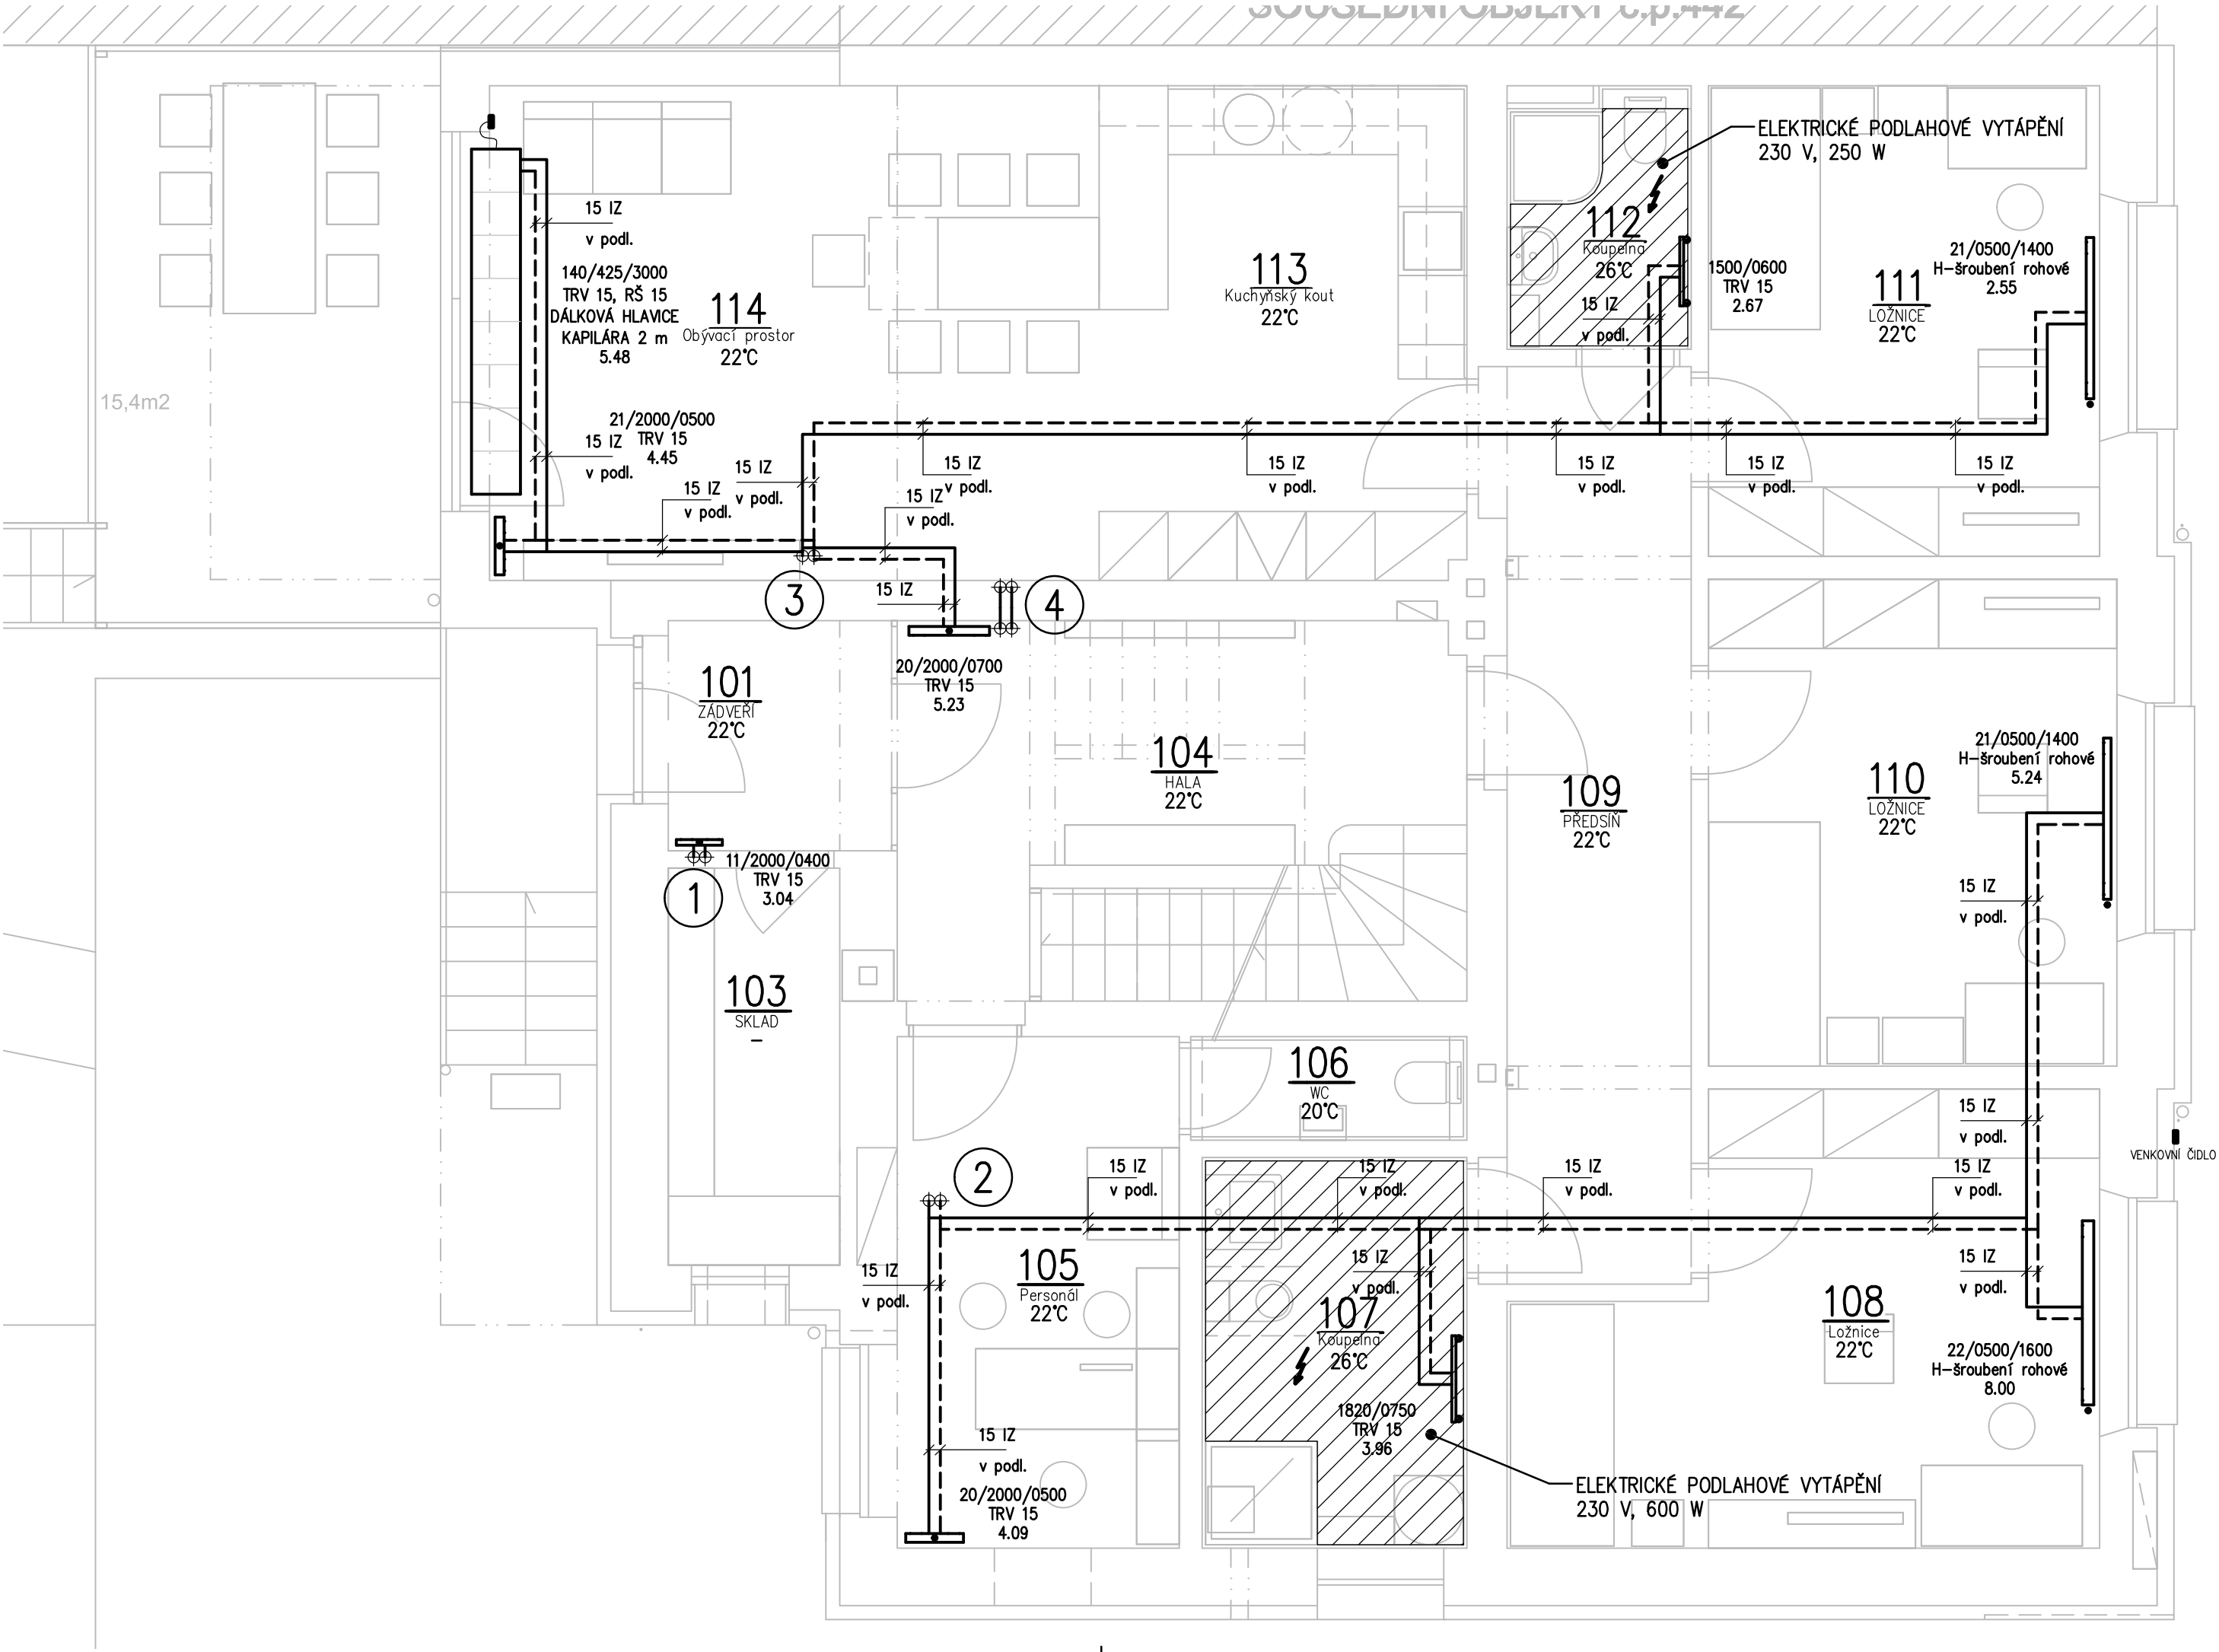 SOUSEDNÍ OBJEKT č.p.442
ELEKTRICKÉ PODLAHOVÉ VYTÁPĚNÍ
230 V, 250 W
15 IZ
v podl.
140/425/3000
TRV 15, RŠ 15
DÁLKOVÁ HLAVICE
KAPILÁRA 2 m
5.48
114
Obývací prostor
22°C
113
Kuchyňský kout
22°C
112
Koupelna
26°C
15 IZ
v podl.
1500/0600
TRV 15
2.67
111
LOŽNICE
22°C
21/0500/1400
H-šroubení rohové
2.55
15,4m2
21/2000/0500
TRV 15
4.45
15 IZ
v podl.
15 IZ
v podl.
15 IZ
v podl.
15 IZ
v podl.
15 IZ
v podl.
15 IZ
v podl.
15 IZ
v podl.
15 IZ
v podl.
15 IZ
v podl.
15 IZ
3
4
20/2000/0700
TRV 15
5.23
101
ZÁDVEŘÍ
22°C
104
HALA
22°C
109
PŘEDSÍŇ
22°C
110
LOŽNICE
22°C
21/0500/1400
H-šroubení rohové
5.24
11/2000/0400
TRV 15
3.04
1
15 IZ
v podl.
103
SKLAD
–
106
WC
20°C
15 IZ
v podl.
VENKOVNÍ ČIDLO
2
15 IZ
v podl.
15 IZ
v podl.
15 IZ
v podl.
15 IZ
v podl.
15 IZ
v podl.
105
Personál
22°C
15 IZ
v podl.
107
Koupelna
26°C
15 IZ
v podl.
108
Ložnice
22°C
22/0500/1600
H-šroubení rohové
8.00
1820/0750
TRV 15
3.96
15 IZ
v podl.
20/2000/0500
TRV 15
4.09
ELEKTRICKÉ PODLAHOVÉ VYTÁPĚNÍ
230 V, 600 W